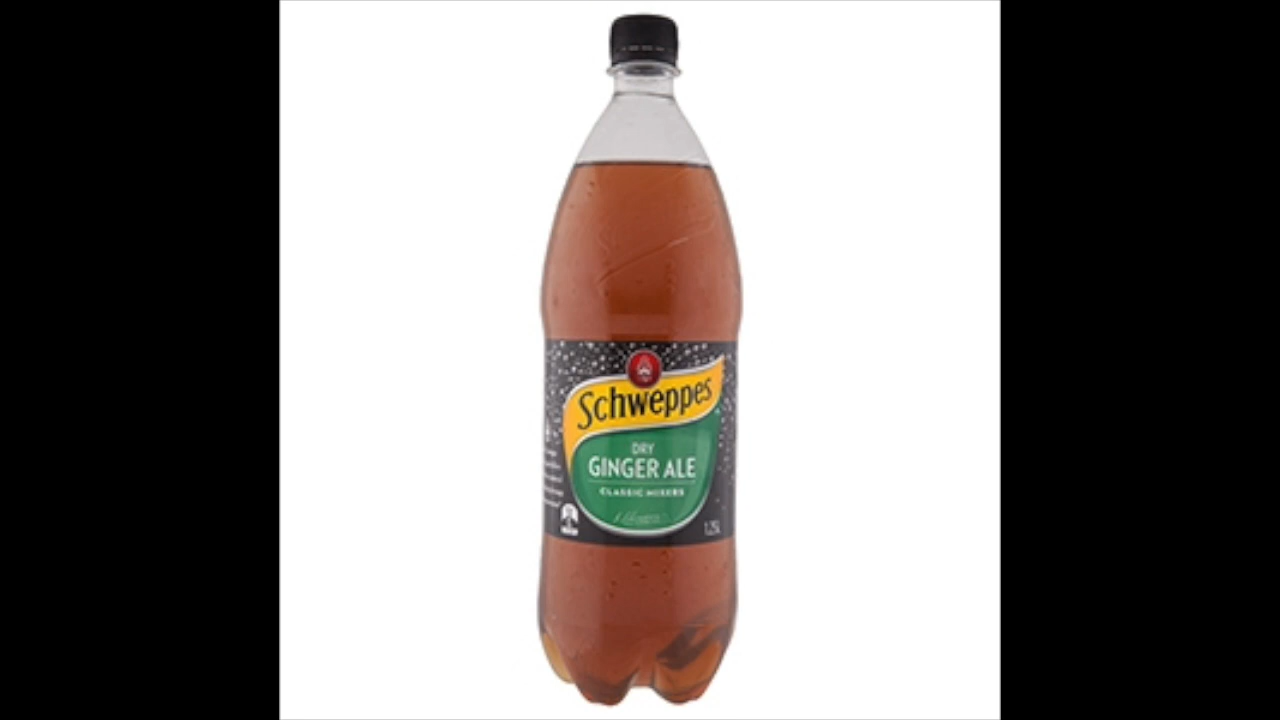 Schweppes
DRY
GINGER ALE
CLASSIC MIXERS
1.25L